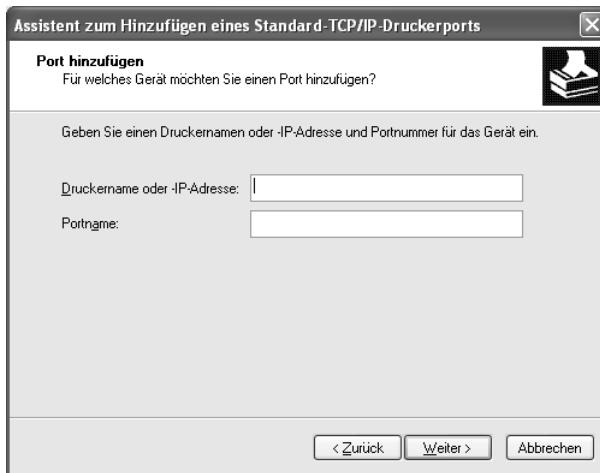 Assistent zum Hinzufügen eines Standard-TCP/IP-Druckerports
Port hinzufügen
Für welches Gerät möchten Sie einen Port hinzufügen?
Geben Sie einen Druckernamen oder -IP-Adresse und Portnummer für das Gerät ein.
Druckername oder -IP-Adresse:
Portname:
< Zurück Weiter > Abbrechen